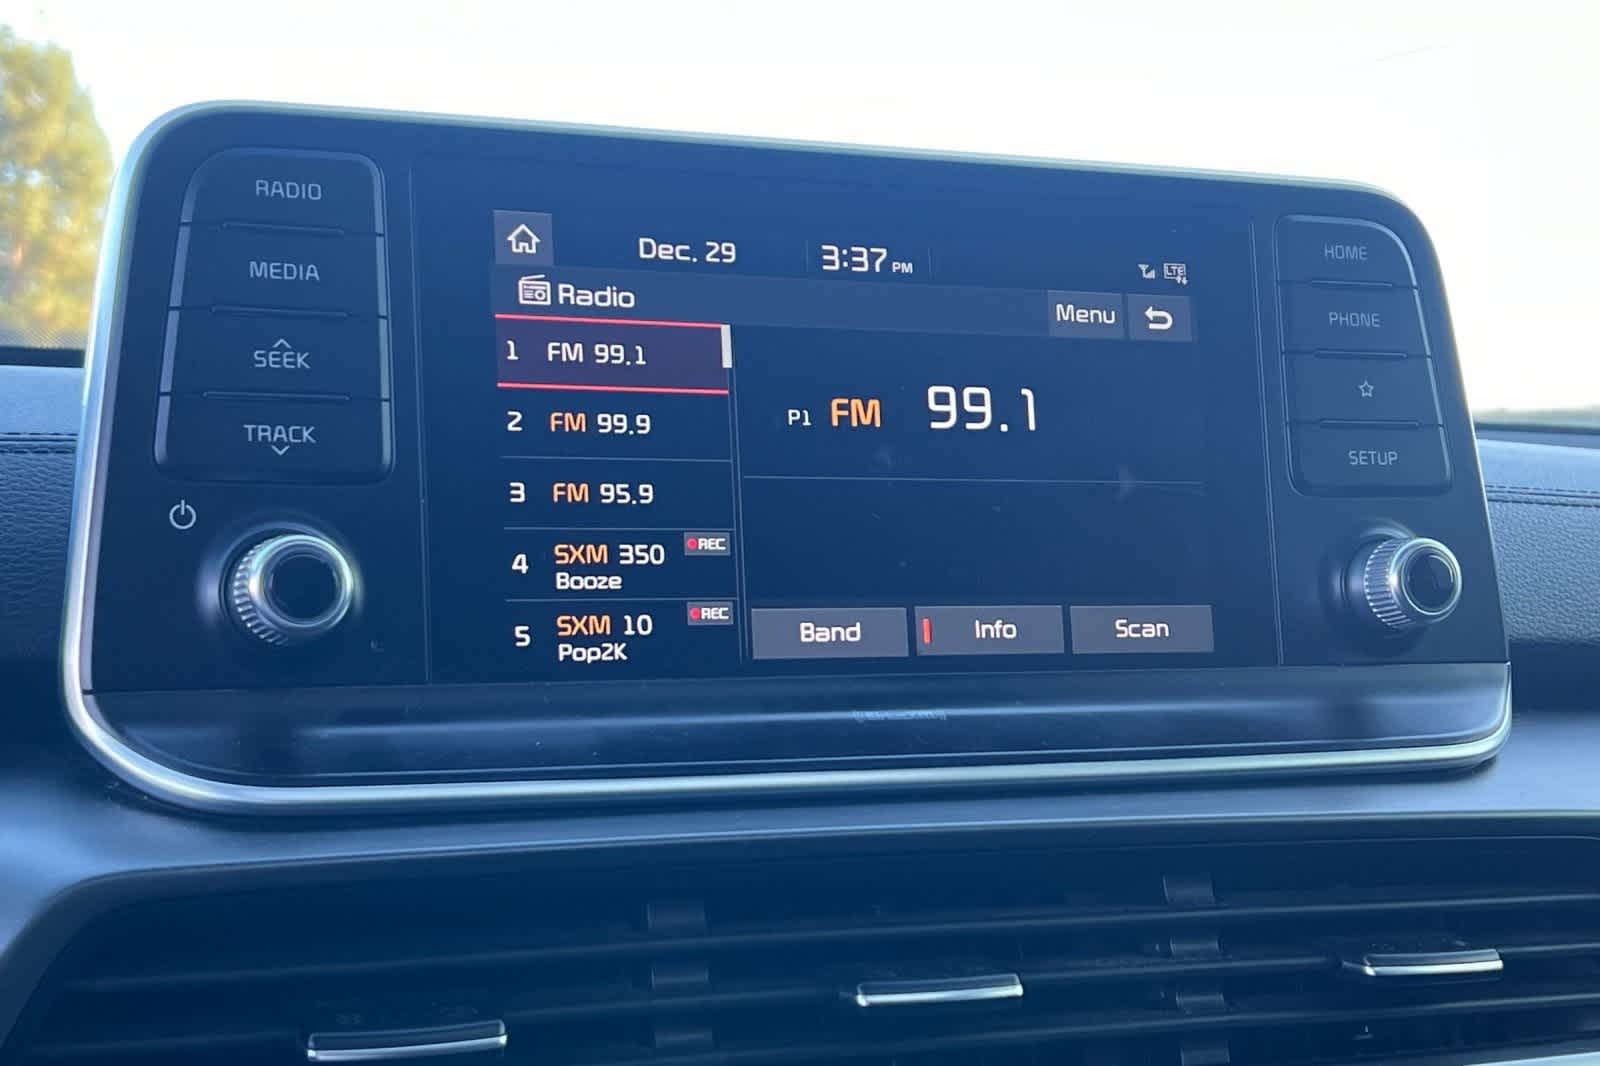 RADIO
MEDIA
SEEK
TRACK
Dec. 29 3:37 PM
LTE
Radio
Menu
1 FM 99.1
2 FM 99.9
3 FM 95.9
4 SXM 350 REC
Booze
5 SXM 10 REC
Pop2K
P1 FM 99.1
Band Info Scan
HOME
PHONE
SETUP